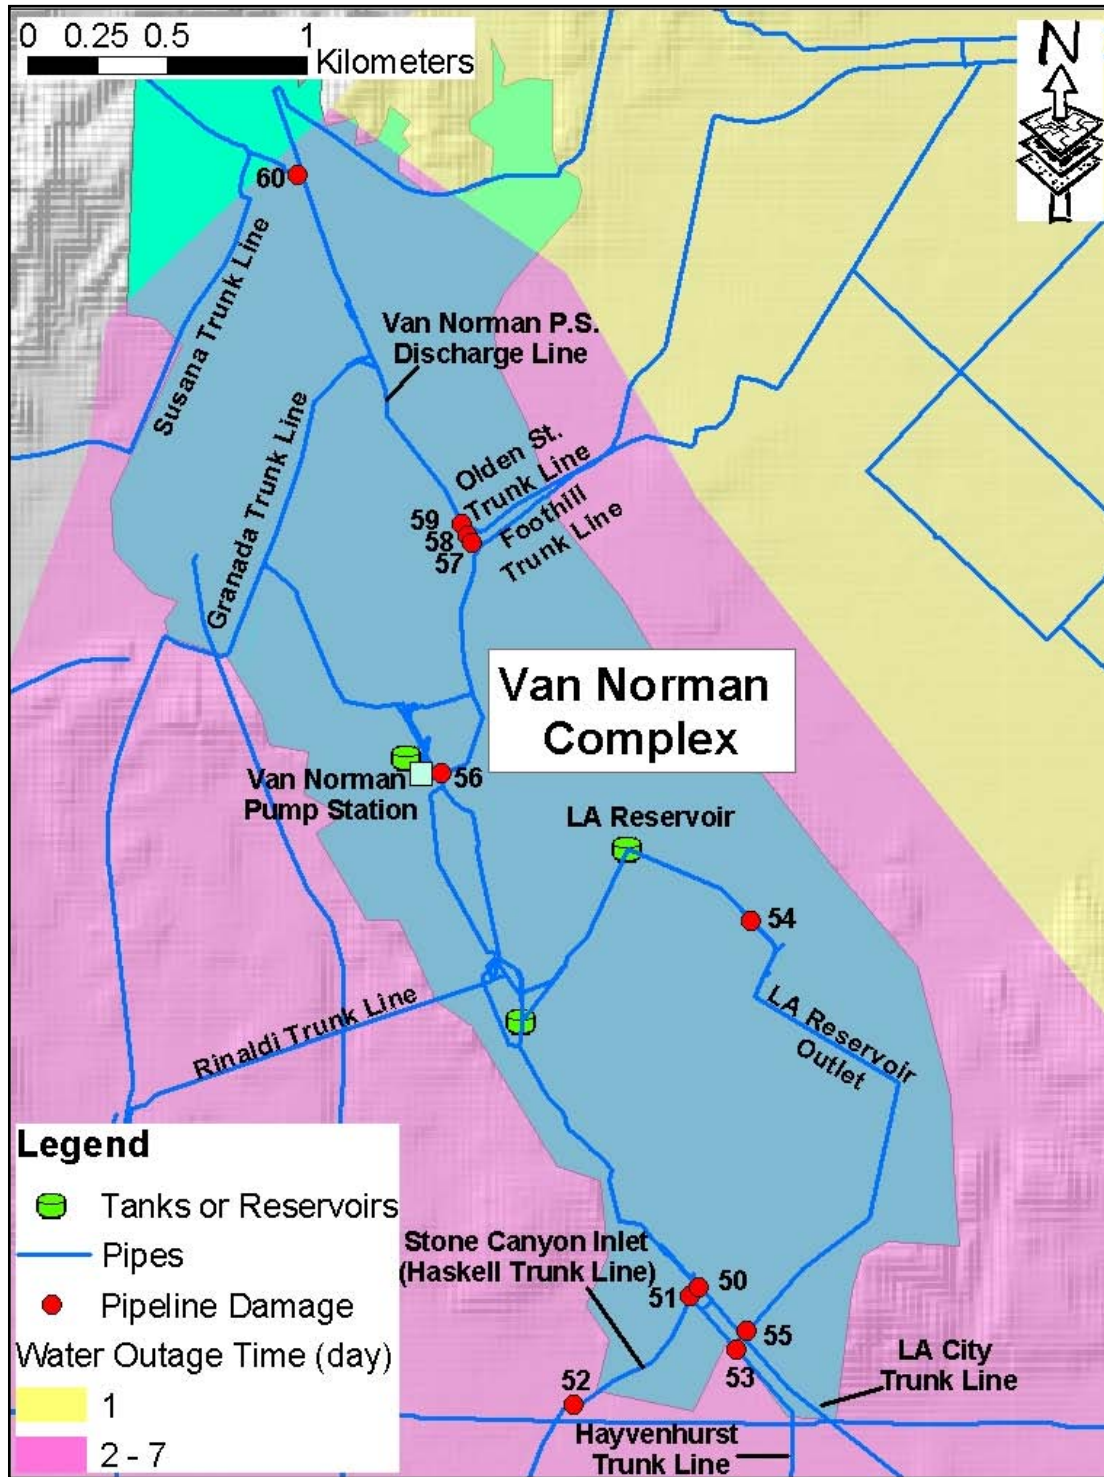 0 0.25 0.5 1
Kilometers
N
60
Susana Trunk Line
Van Norman P.S.
Discharge Line
Granada Trunk Line
Olden St.
Trunk Line
59
58
57
Foothill
Trunk Line
Van Norman
Complex
Van Norman
Pump Station
56
LA Reservoir
54
LA Reservoir
Outlet
Rinaldi Trunk Line
Legend
Tanks or Reservoirs
Pipes
Pipeline Damage
Water Outage Time (day)
1
2 - 7
Stone Canyon Inlet
(Haskell Trunk Line)
50
51
55
53
52
LA City
Trunk Line
Hayvenhurst
Trunk Line